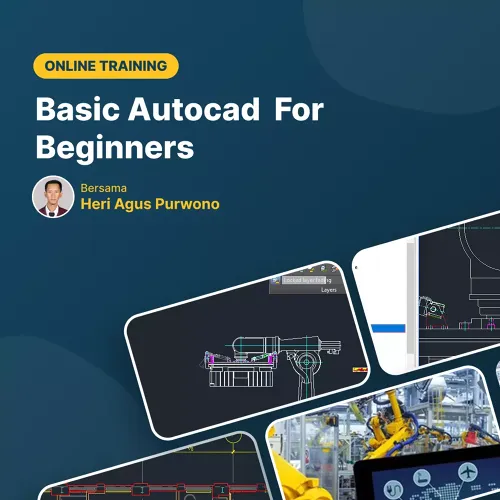 ONLINE TRAINING
Basic Autocad For
Beginners
Bersama
Heri Agus Purwono
Layers